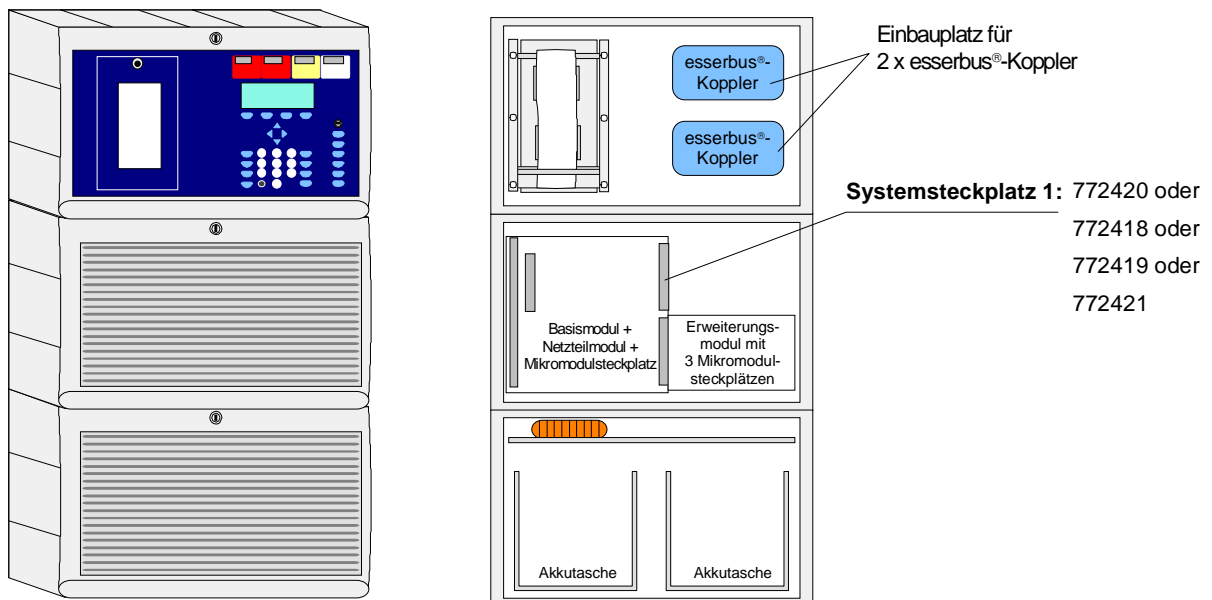 Einbauplatz für
2 x esserbus®-Koppler
esserbus®-
Koppler
esserbus®-
Koppler
Systemsteckplatz 1: 772420 oder
772418 oder
772419 oder
772421
Basismodul +
Netzteilmodul +
Mikromodulsteckplatz
Erweiterungs-
modul mit
3 Mikromodul-
steckplätzen
Akkutasche
Akkutasche